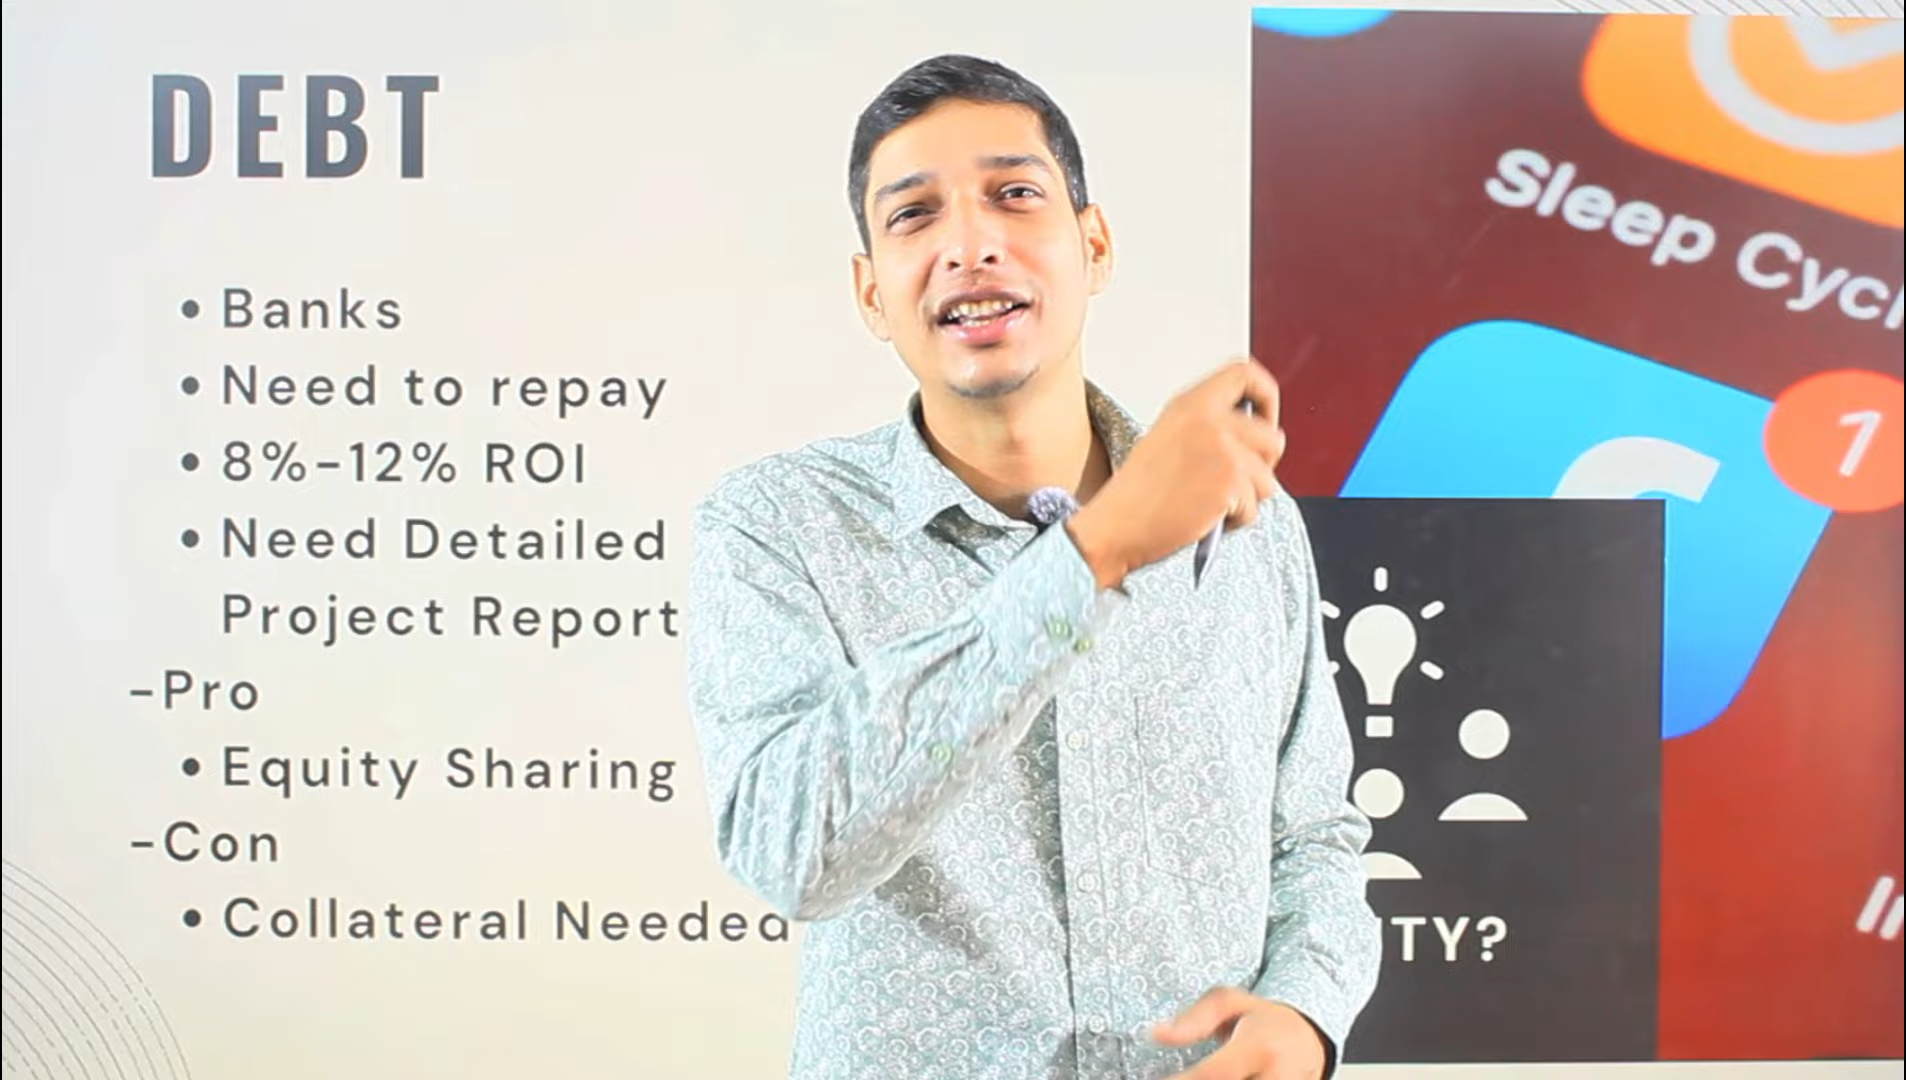 DEBT
• Banks
• Need to repay
• 8%-12% ROI
• Need Detailed
Project Report
-Pro
• Equity Sharing
-Con
• Collateral Needed
Sleep Cycl
1
TY?